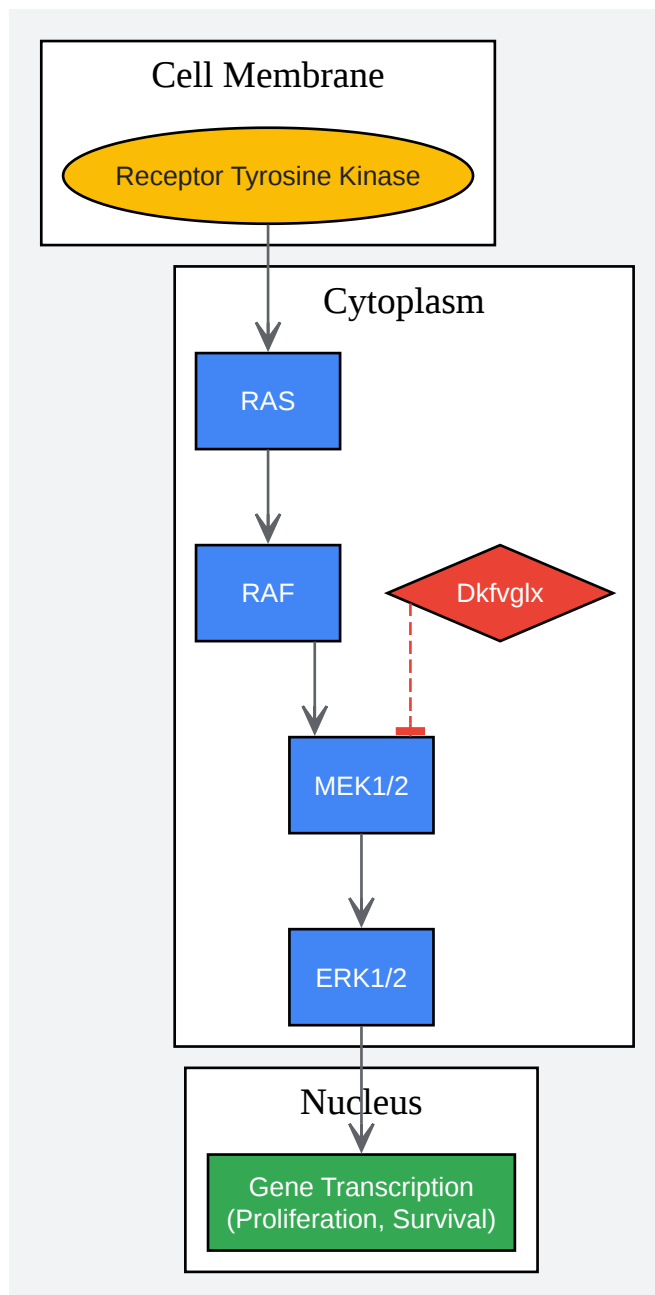 Cell Membrane
Receptor Tyrosine Kinase
Cytoplasm
RAS
RAF
Dkfvglx
MEK1/2
ERK1/2
Nucleus
Gene Transcription
(Proliferation, Survival)